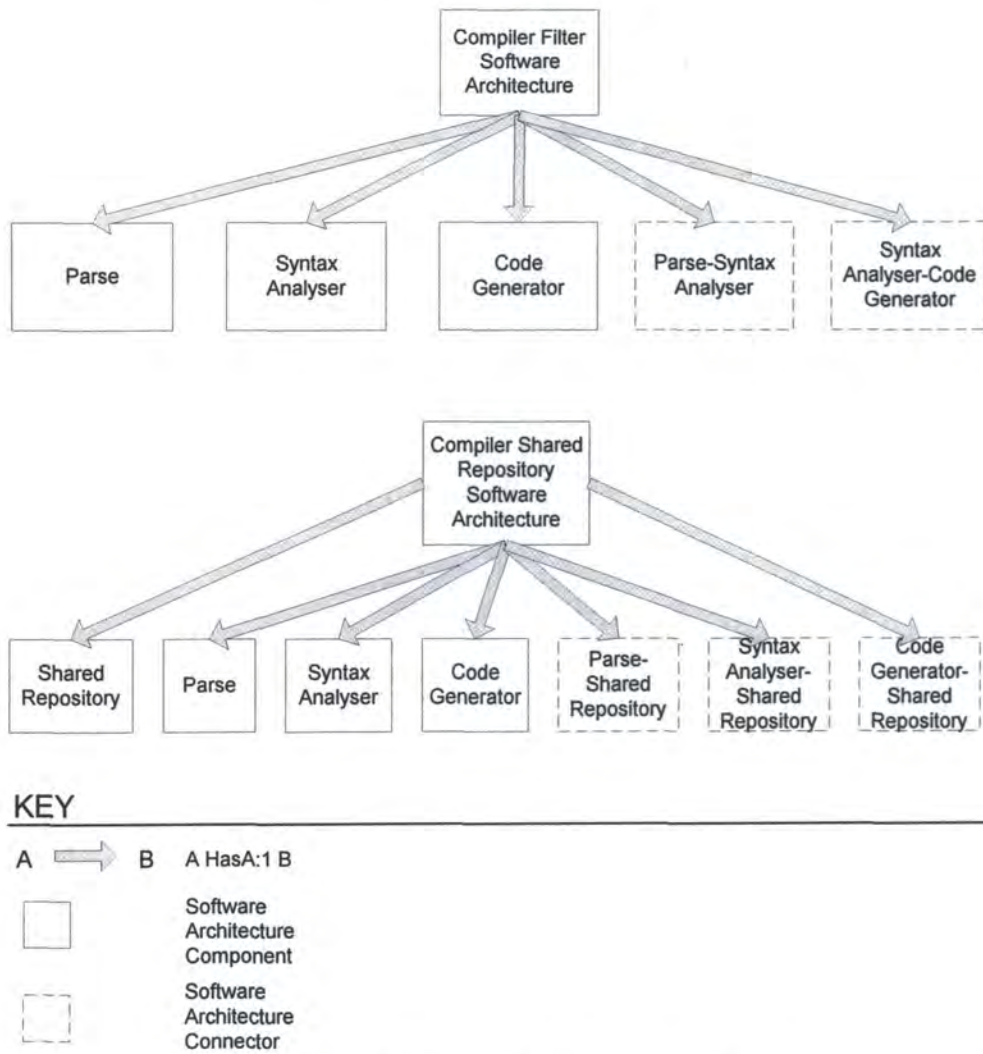 Compiler Filter
Software
Architecture
Parse
Syntax
Analyser
Code
Generator
Parse-Syntax
Analyser
Syntax
Analyser-Code
Generator
Compiler Shared
Repository
Software
Architecture
Shared
Repository
Parse
Syntax
Analyser
Code
Generator
Parse-
Shared
Repository
Syntax
Analyser-
Shared
Repository
Code
Generator-
Shared
Repository
KEY
A B A HasA:1 B
Software
Architecture
Component
Software
Architecture
Connector